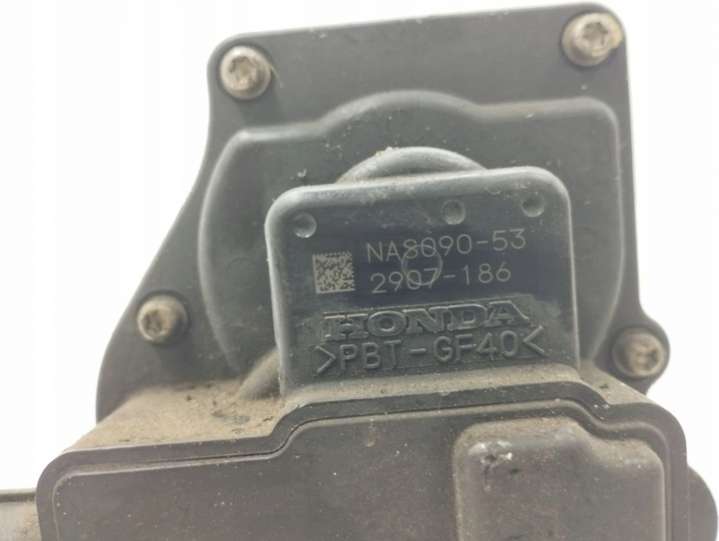 NA8090-53
2907-186
HONDA
>PBT-GF40<